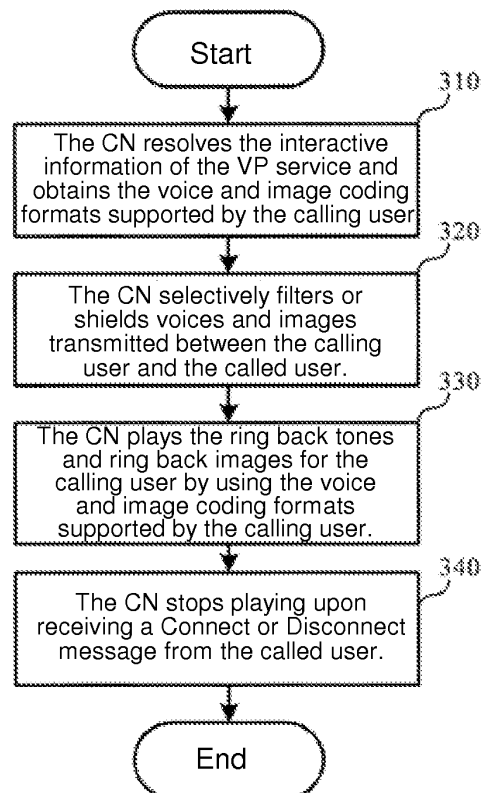 Start
310
The CN resolves the interactive
information of the VP service and
obtains the voice and image coding
formats supported by the calling user
320
The CN selectively filters or
shields voices and images
transmitted between the calling
user and the called user.
330
The CN plays the ring back tones
and ring back images for the
calling user by using the voice
and image coding formats
supported by the calling user.
340
The CN stops playing upon
receiving a Connect or Disconnect
message from the called user.
End